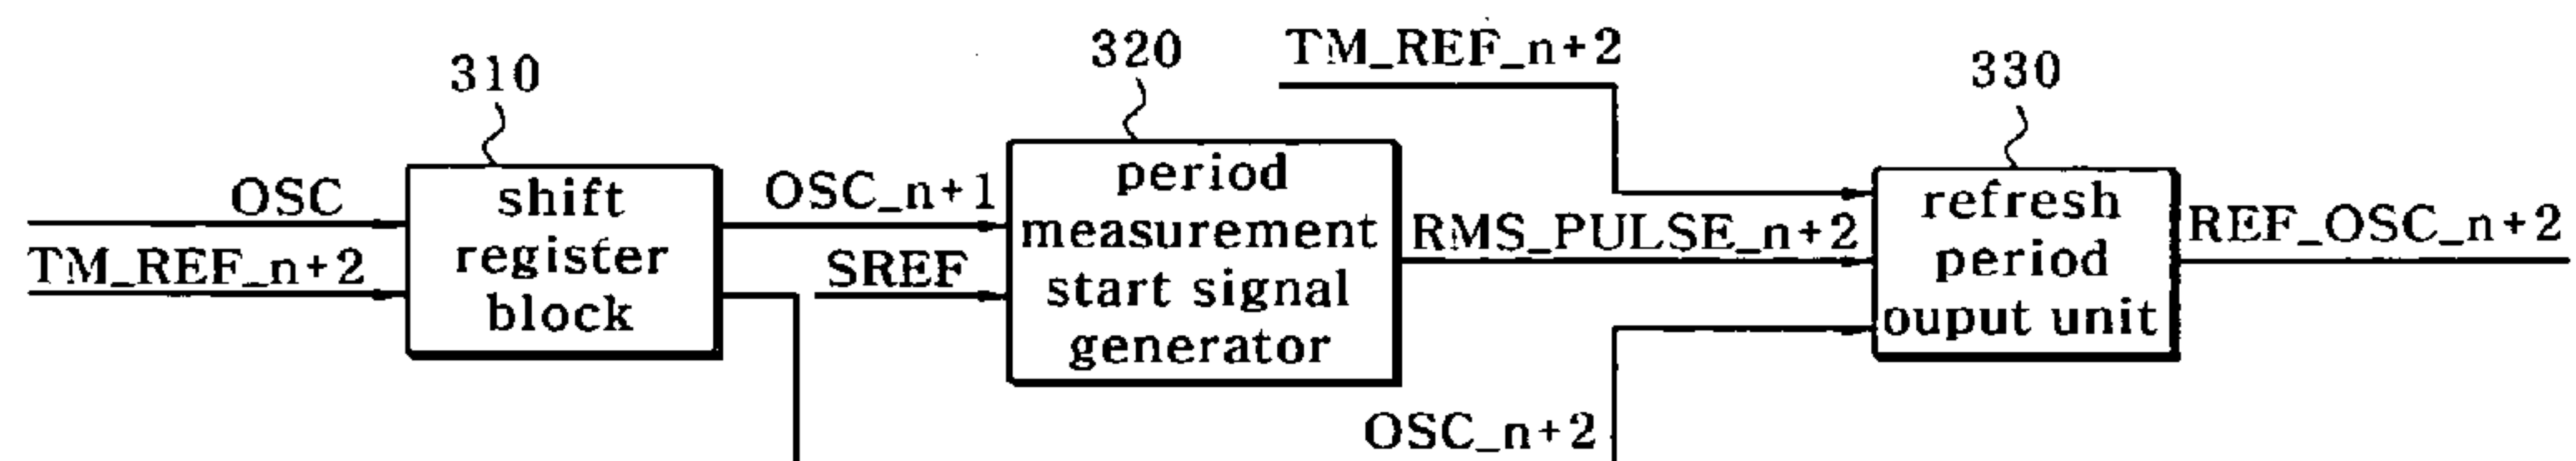 310
320
TM_REF_n+2
330
OSC
TM_REF_n+2
shift
register
block
OSC_n+1
SREF
period
measurement
start signal
generator
RMS_PULSE_n+2
OSC_n+2
refresh
period
ouput unit
REF_OSC_n+2